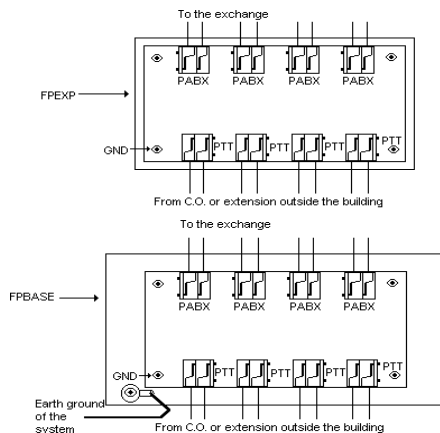 To the exchange
PABX PABX PABX PABX
FPEXP
GND PTT PTT PTT PTT
From C.O. or extension outside the building
To the exchange
PABX PABX PABX PABX
FPBASE
GND PTT PTT PTT PTT
Earth ground
of the
system
From C.O. or extension outside the building